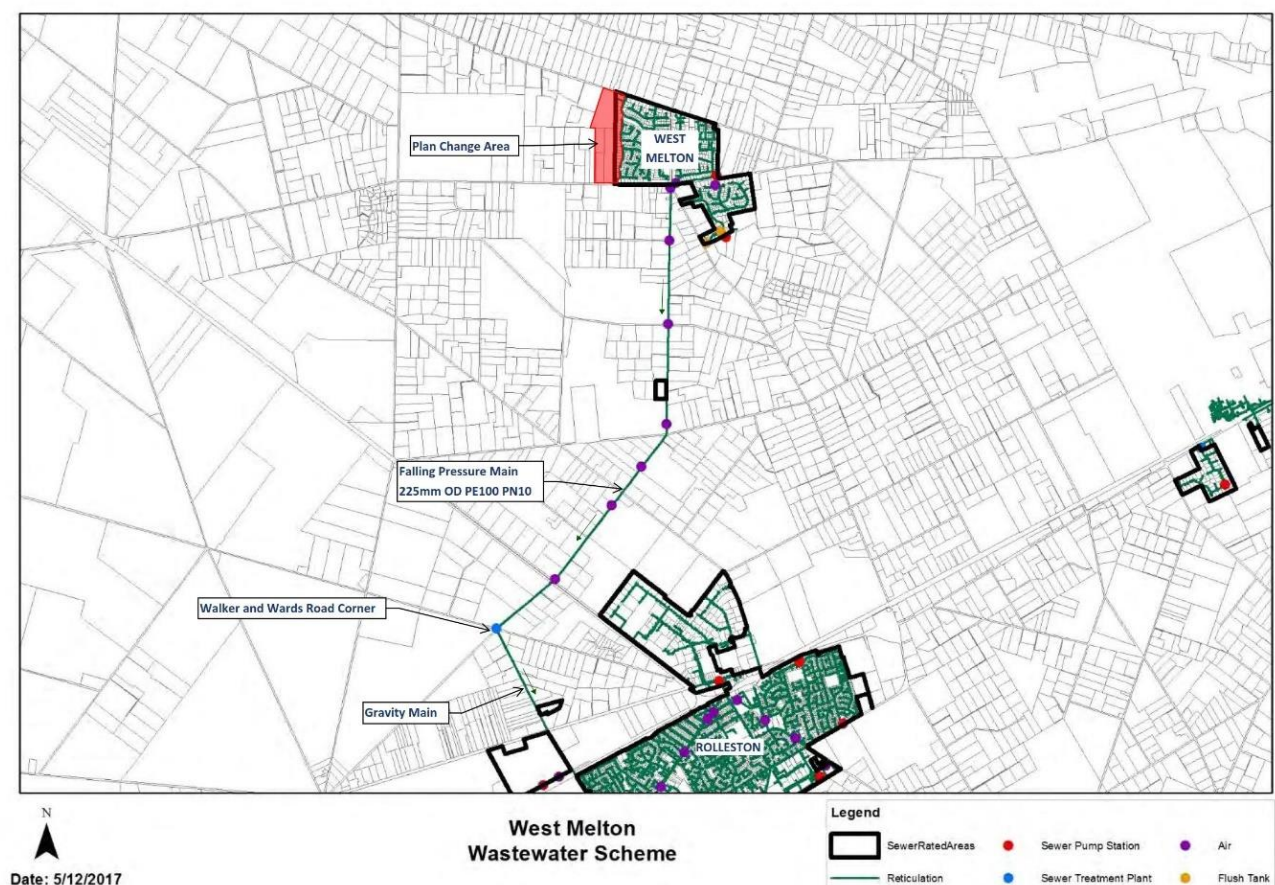 Plan Change Area
WEST
MELTON
Falling Pressure Main
225mm OD PE100 PN10
Walker and Wards Road Corner
Gravity Main
ROLLESTON
N
Date: 5/12/2017
West Melton
Wastewater Scheme
Legend
SewerRatedAreas
Sewer Pump Station
Air
Reticulation
Sewer Treatment Plant
Flush Tank